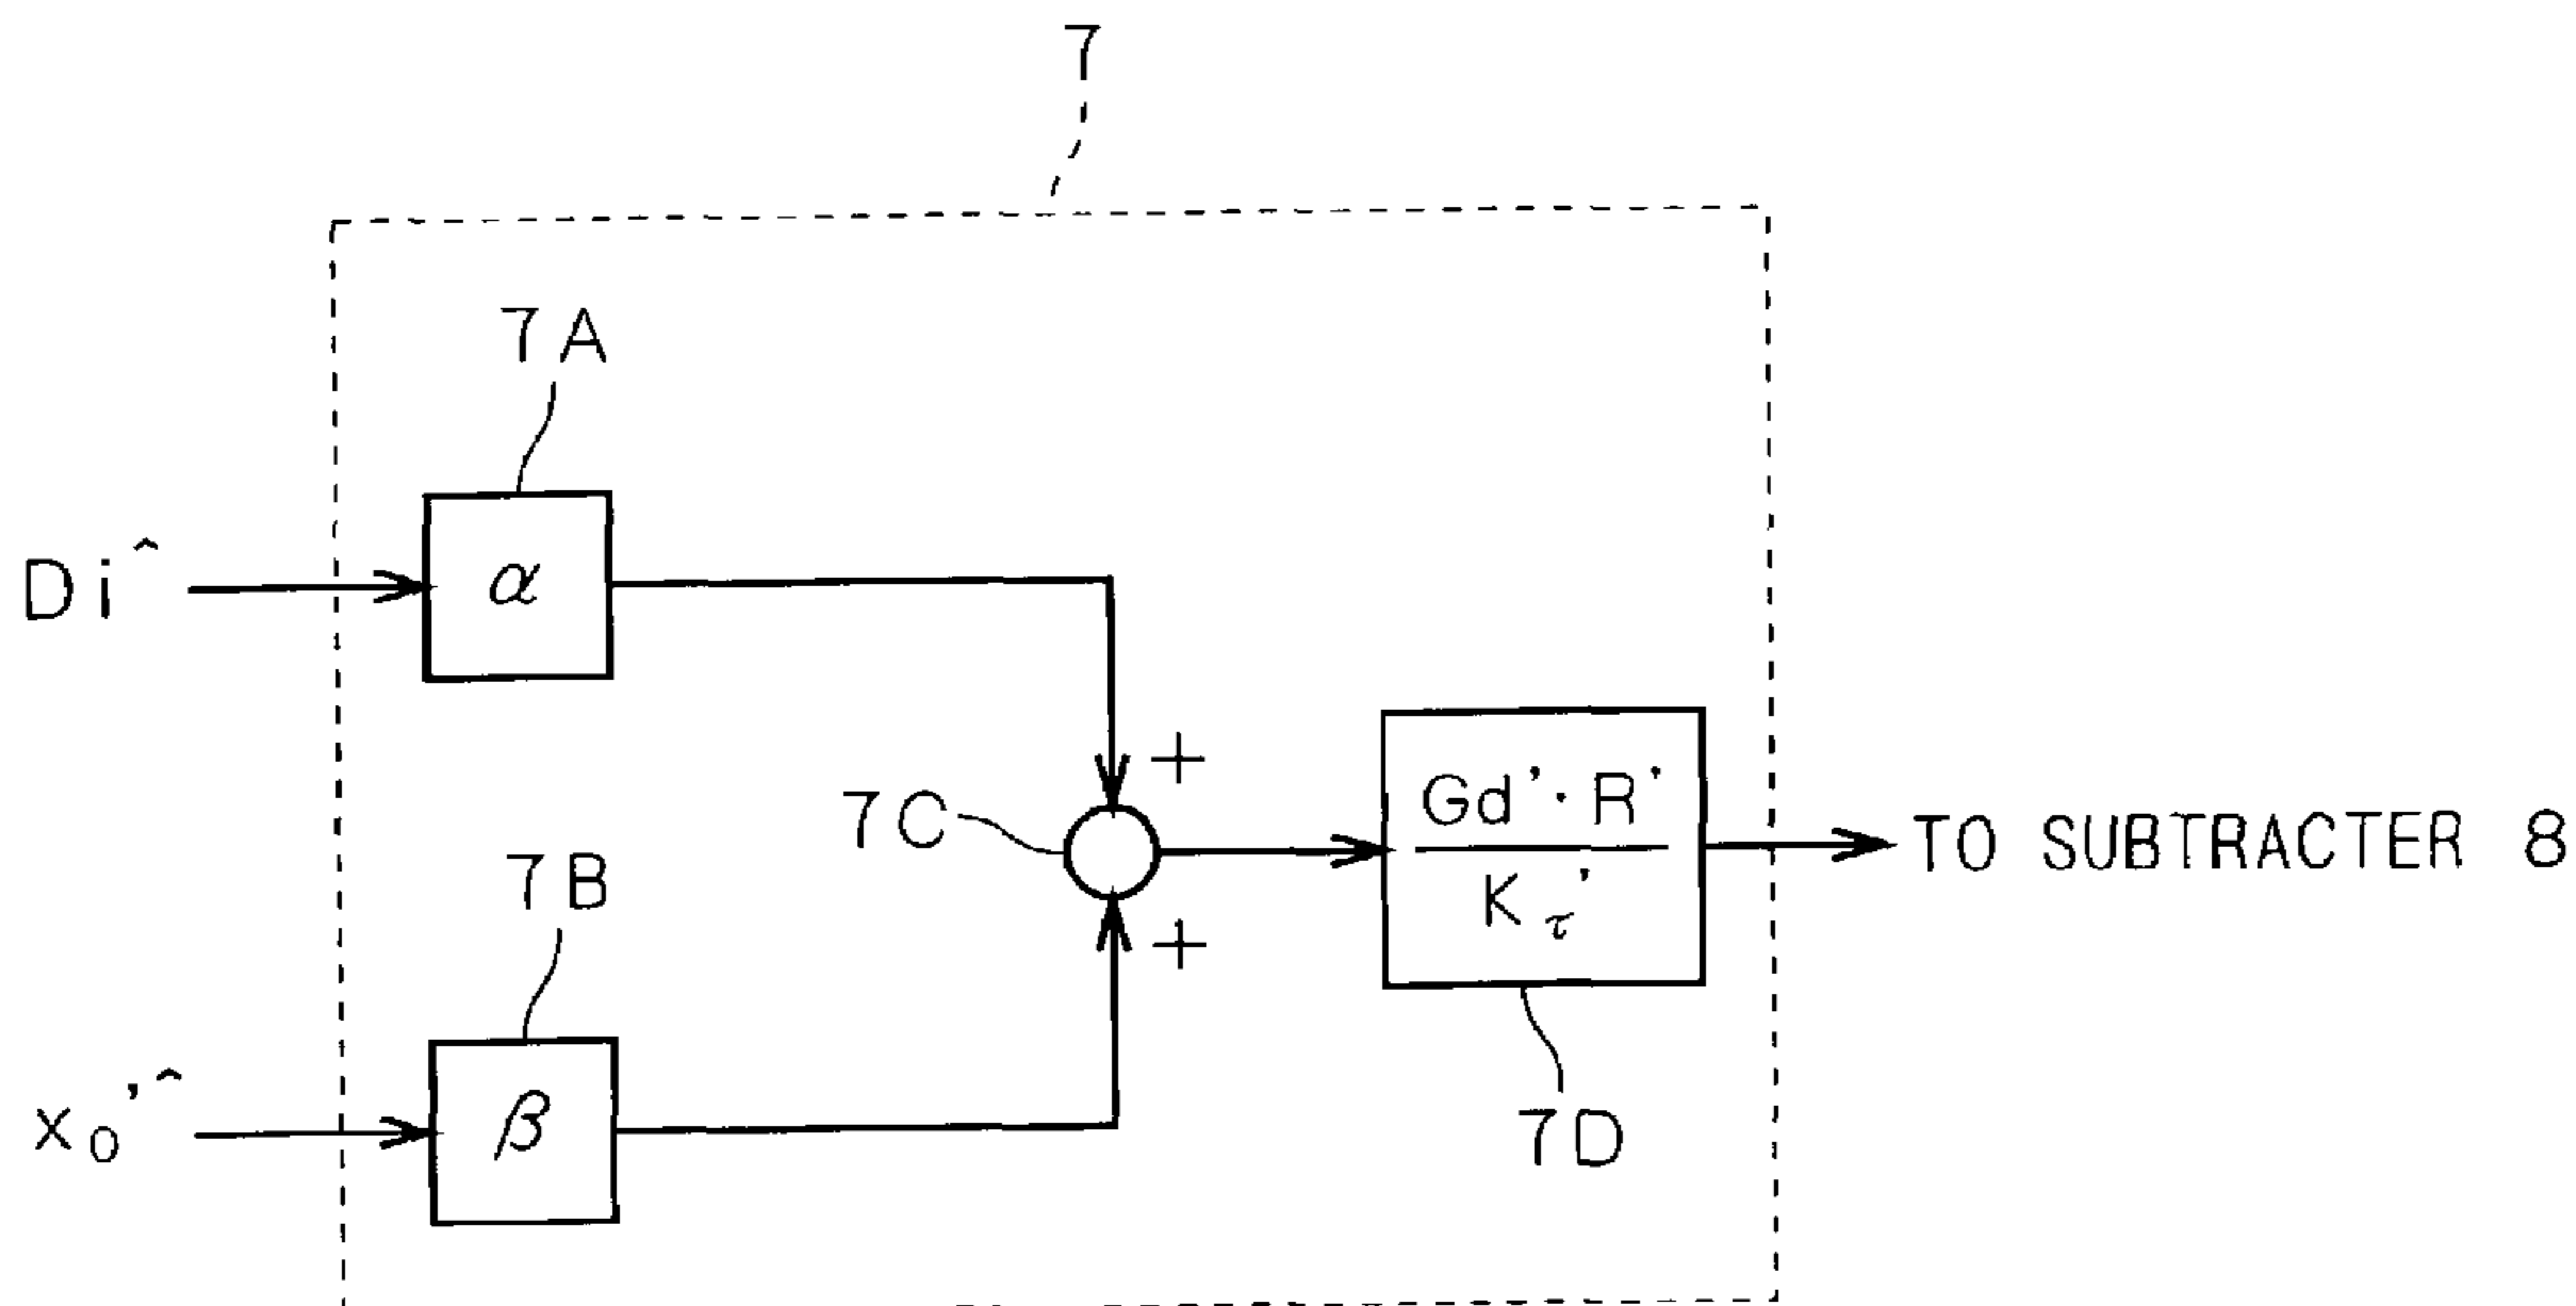 7
7A
Di^
α
+
7C
Gd'·R'
Kτ'
TO SUBTRACTER 8
+
7B
x₀'^
β
7D